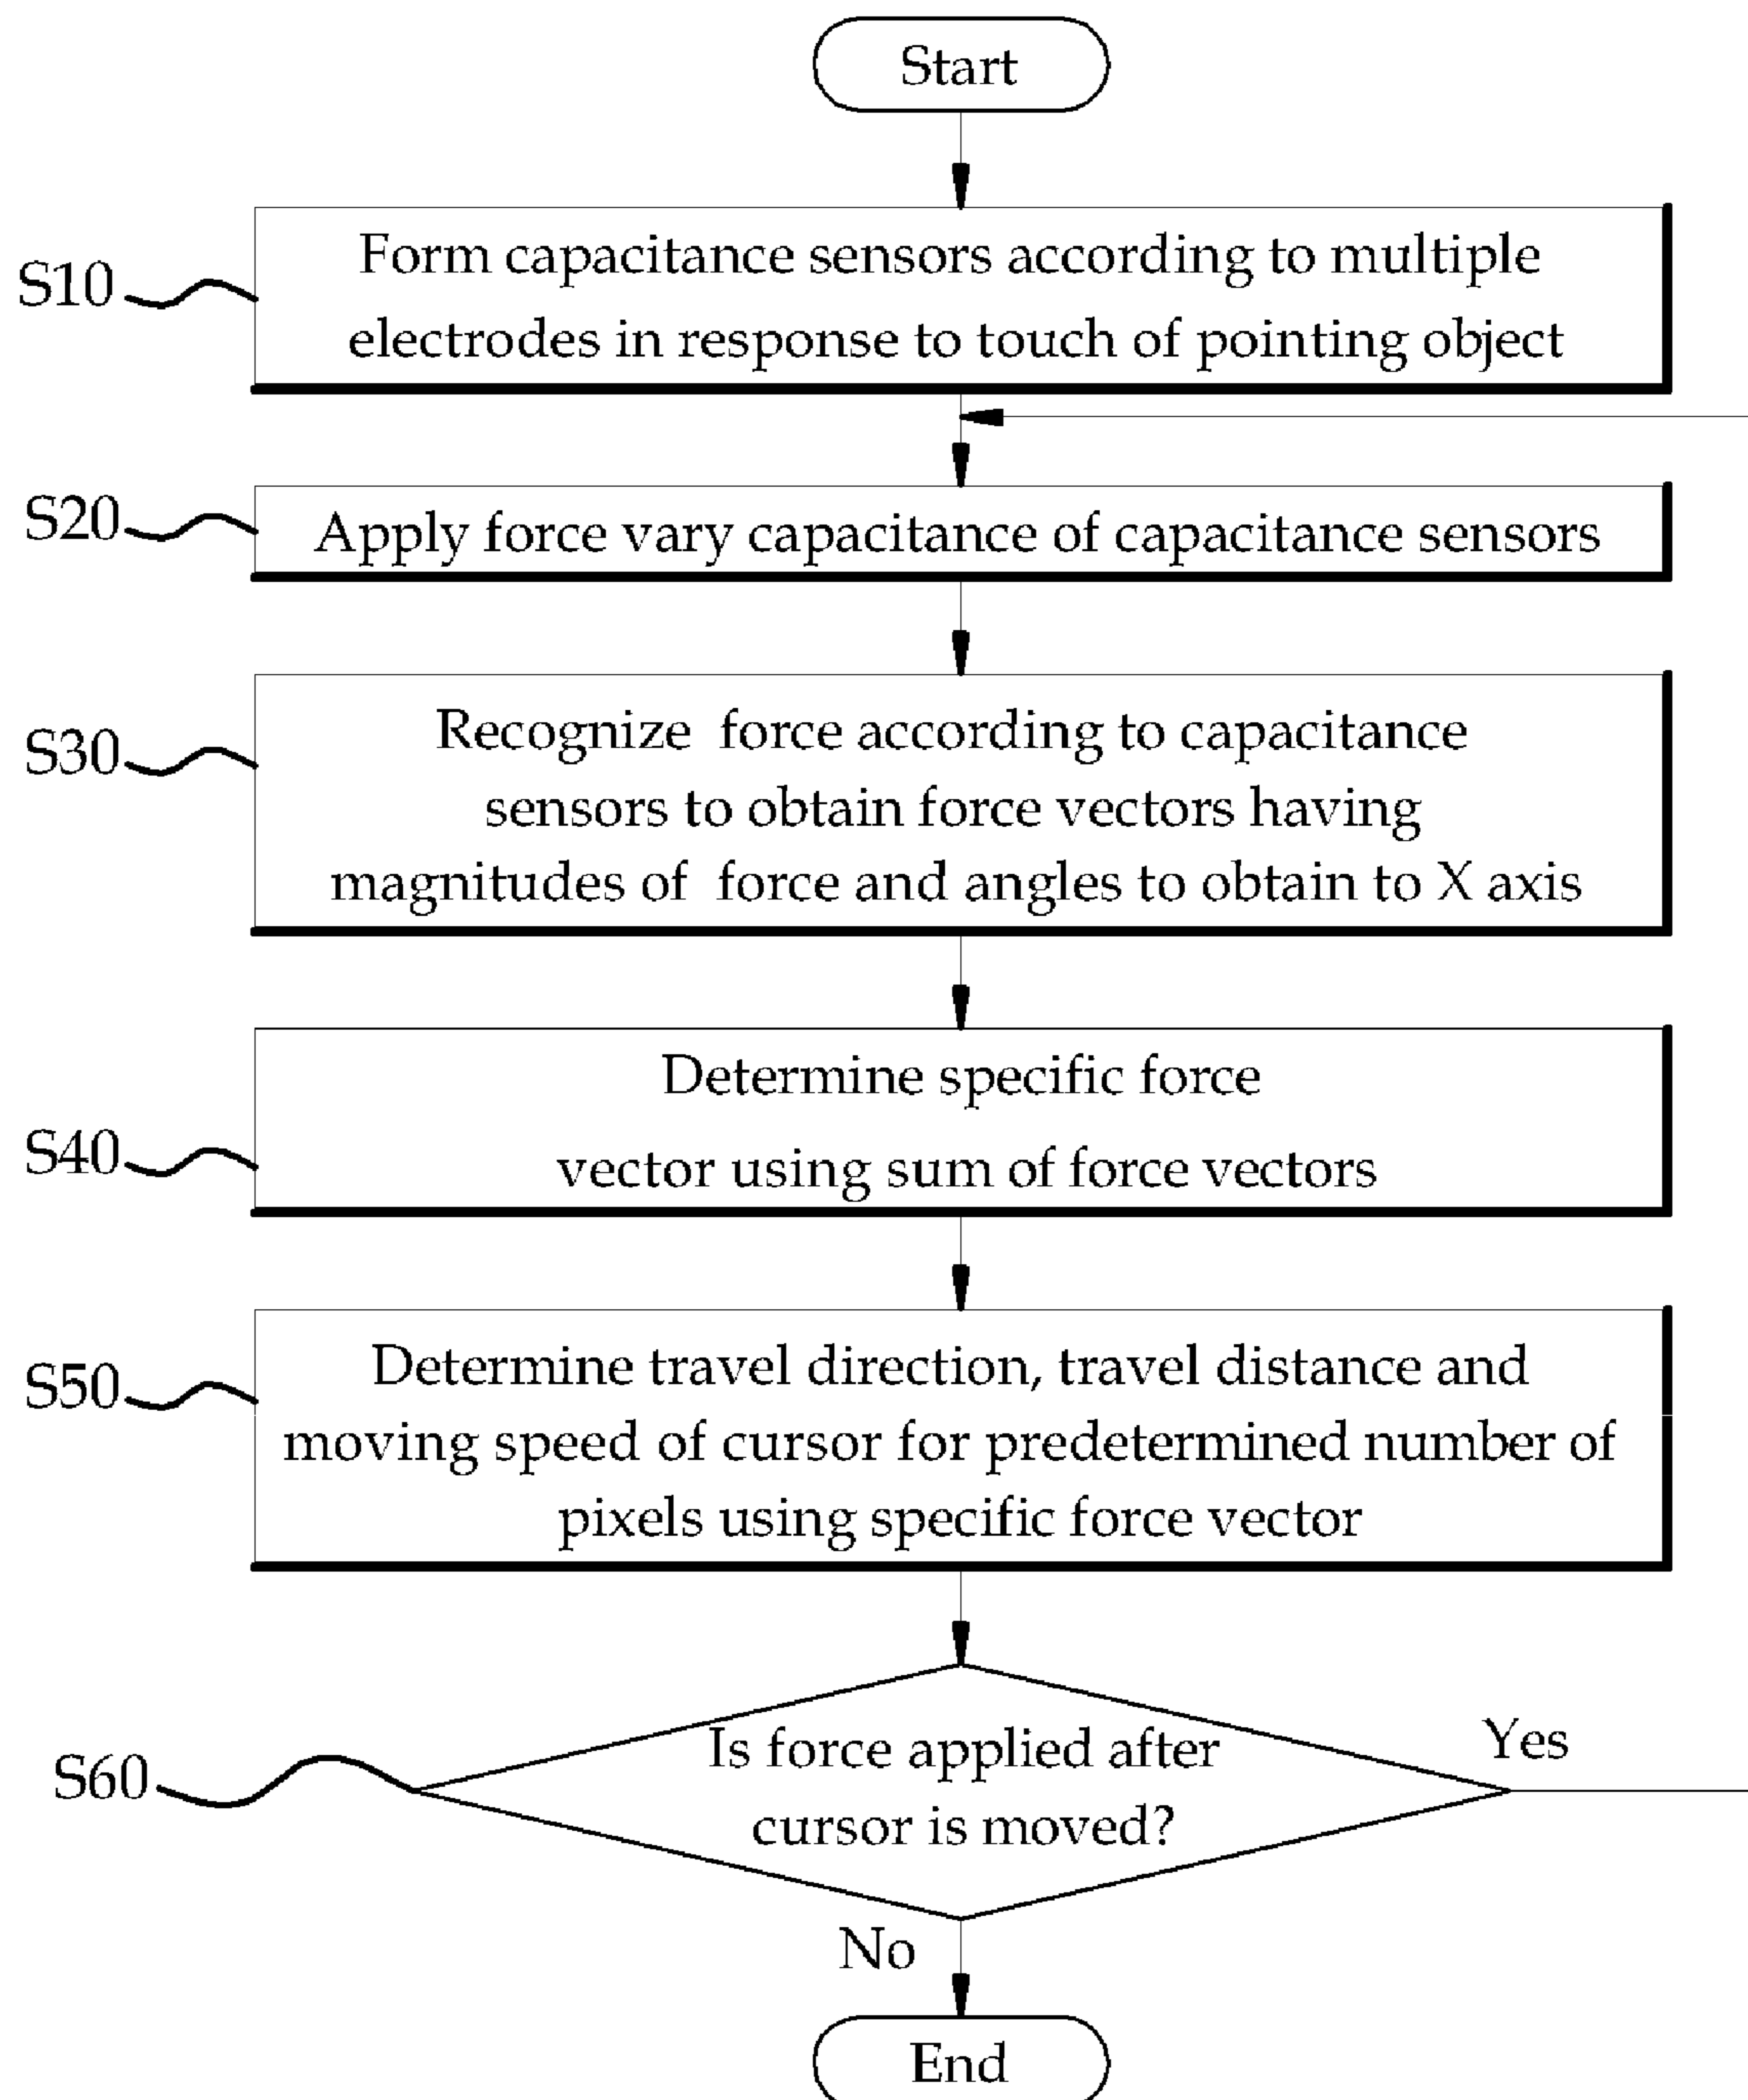 Start
S10
Form capacitance sensors according to multiple
electrodes in response to touch of pointing object
S20
Apply force vary capacitance of capacitance sensors
S30
Recognize force according to capacitance
sensors to obtain force vectors having
magnitudes of force and angles to obtain to X axis
S40
Determine specific force
vector using sum of force vectors
S50
Determine travel direction, travel distance and
moving speed of cursor for predetermined number of
pixels using specific force vector
S60
Is force applied after
cursor is moved?
Yes
No
End